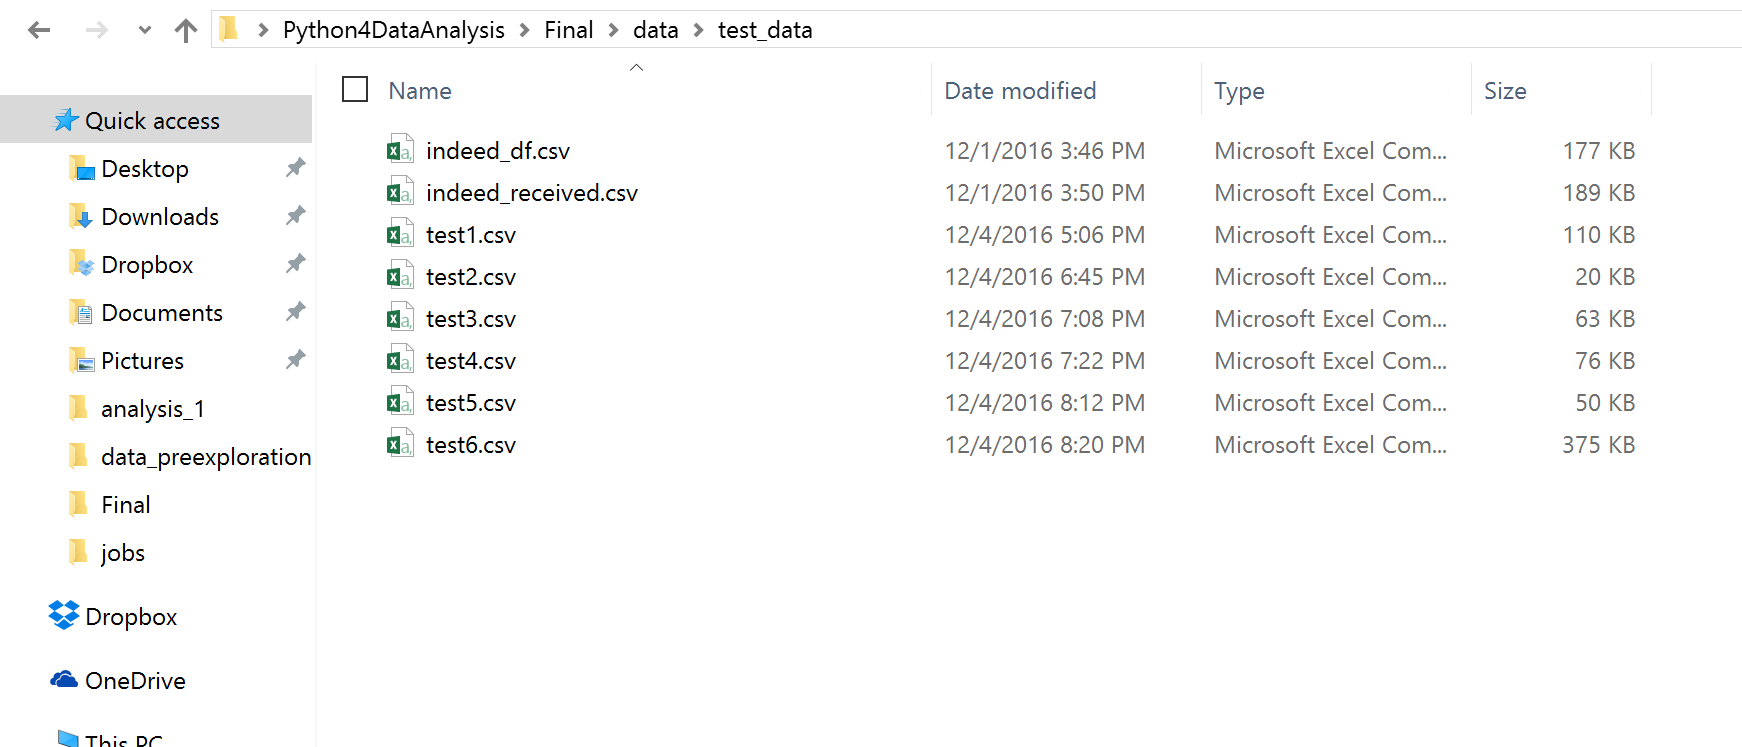 Python4DataAnalysis > Final > data > test_data
Name Date modified Type Size
Quick access
Desktop
Downloads
Dropbox
Documents
Pictures
analysis_1
data_preexploration
Final
jobs
Dropbox
OneDrive
This PC
indeed_df.csv 12/1/2016 3:46 PM Microsoft Excel Com... 177 KB
indeed_received.csv 12/1/2016 3:50 PM Microsoft Excel Com... 189 KB
test1.csv 12/4/2016 5:06 PM Microsoft Excel Com... 110 KB
test2.csv 12/4/2016 6:45 PM Microsoft Excel Com... 20 KB
test3.csv 12/4/2016 7:08 PM Microsoft Excel Com... 63 KB
test4.csv 12/4/2016 7:22 PM Microsoft Excel Com... 76 KB
test5.csv 12/4/2016 8:12 PM Microsoft Excel Com... 50 KB
test6.csv 12/4/2016 8:20 PM Microsoft Excel Com... 375 KB